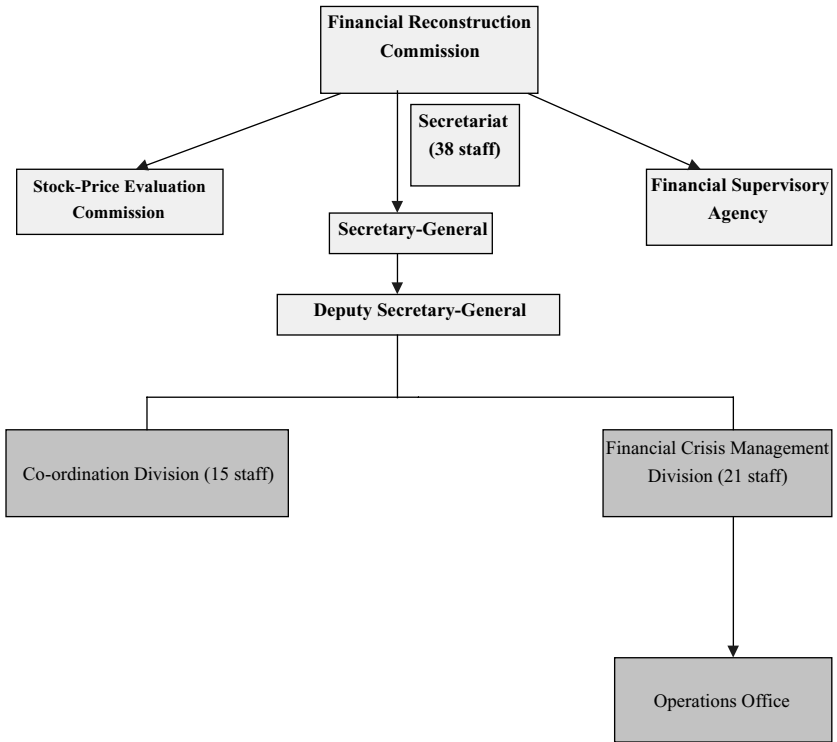 Financial Reconstruction
Commission
Secretariat
(38 staff)
Stock-Price Evaluation
Commission
Financial Supervisory
Agency
Secretary-General
Deputy Secretary-General
Co-ordination Division (15 staff)
Financial Crisis Management
Division (21 staff)
Operations Office